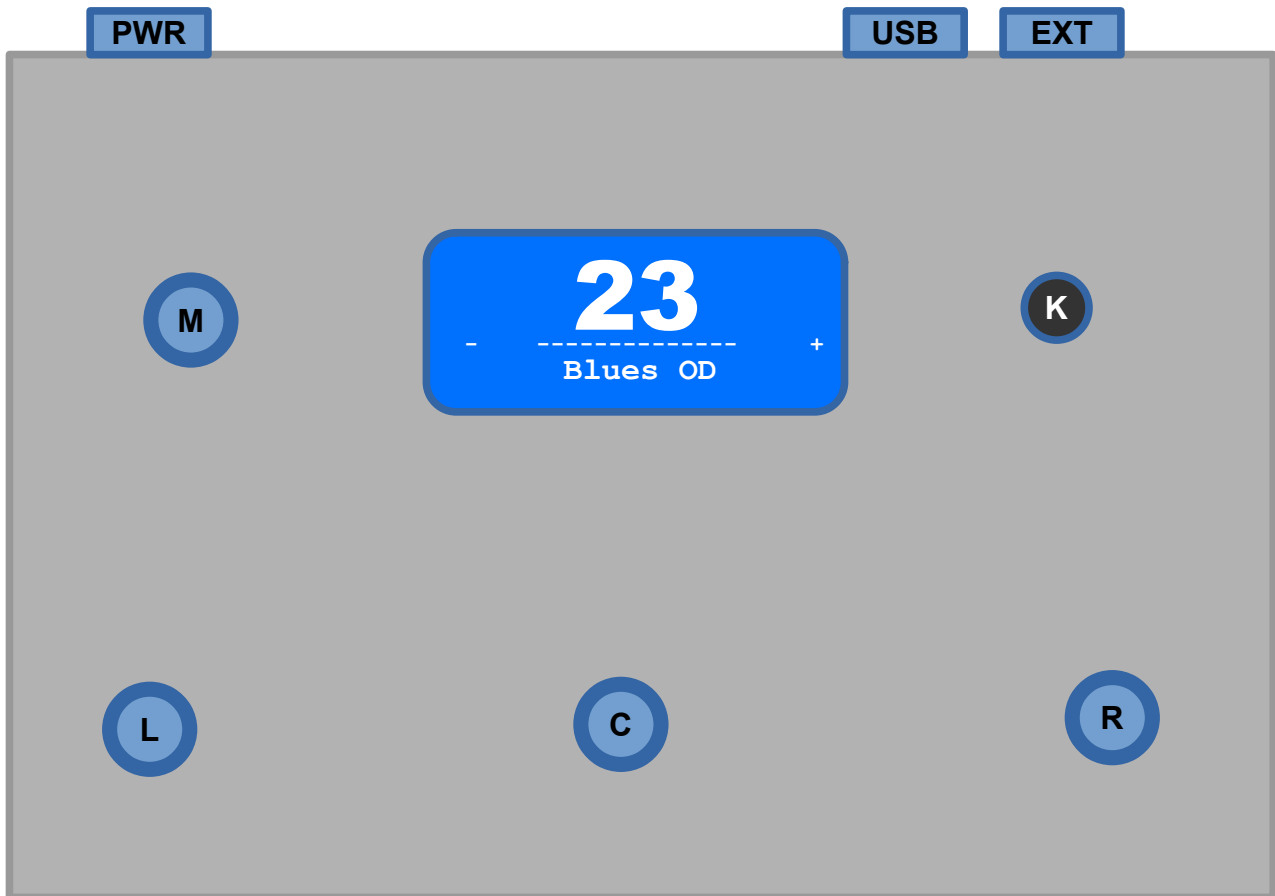 PWR USB EXT
23
- -------------- +
Blues OD
M K
L C R